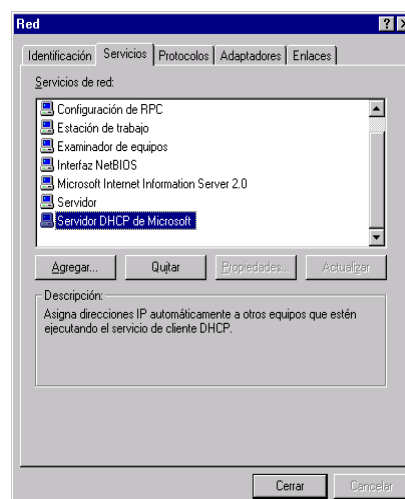 Red
Identificación Servicios Protocolos Adaptadores Enlaces
Servicios de red:
Configuración de RPC
Estación de trabajo
Examinador de equipos
Interfaz NetBIOS
Microsoft Internet Information Server 2.0
Servidor
Servidor DHCP de Microsoft
Agregar... Quitar Propiedades... Actualizar
Descripción:
Asigna direcciones IP automáticamente a otros equipos que estén
ejecutando el servicio de cliente DHCP.
Cerrar Cancelar